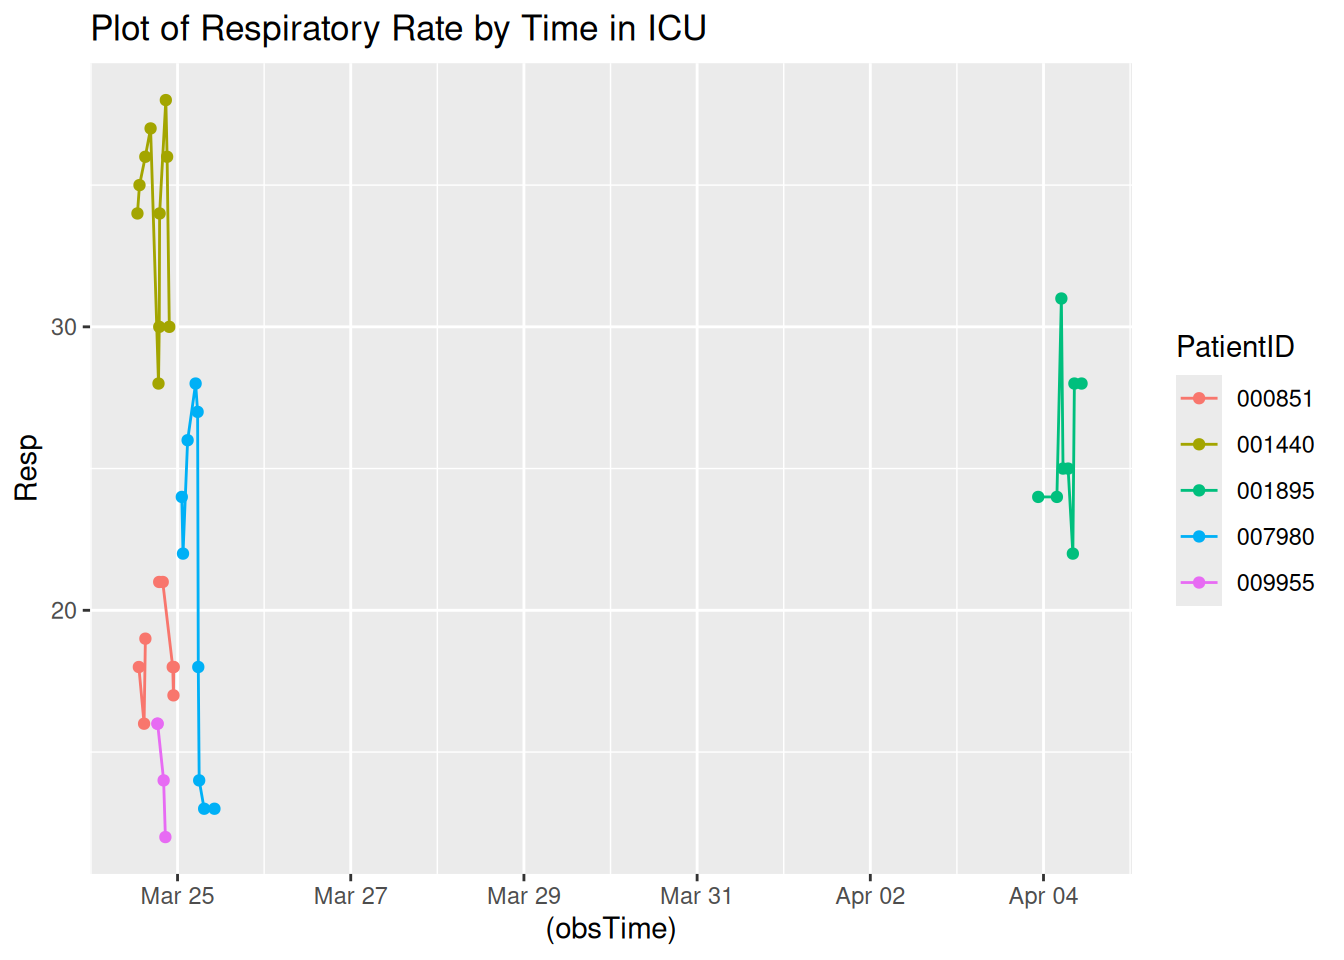 Plot of Respiratory Rate by Time in ICU
30
20
Resp
Mar 25
Mar 27
Mar 29
Mar 31
Apr 02
Apr 04
(obsTime)
PatientID
000851
001440
001895
007980
009955